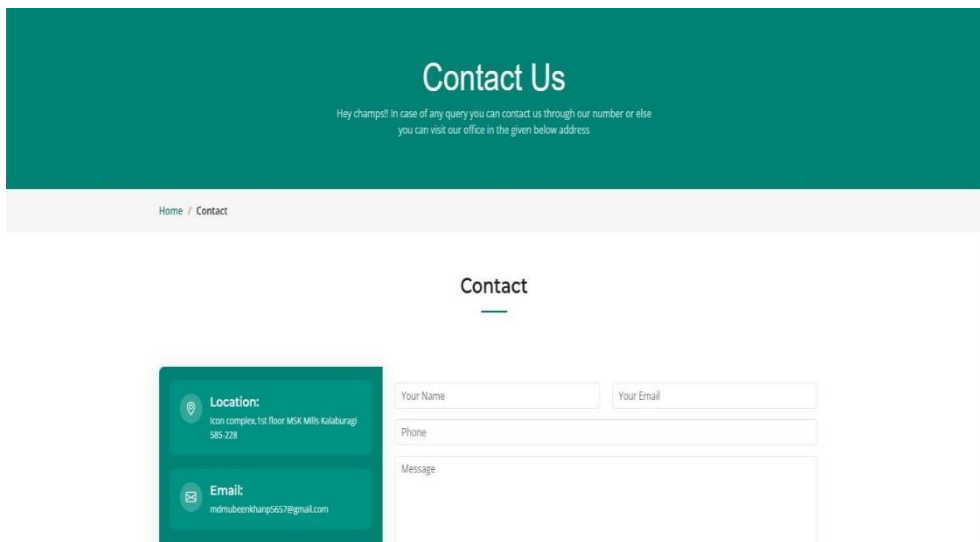 Contact Us
Hey champs!! In case of any query you can contact us through our number or else
you can visit our office in the given below address
Home / Contact
Contact
Location:
Icon complex,1st floor MSK Mills Kalaburagi
585-228
Email:
mdmubeenkhanp5657@gmail.com
Your Name
Your Email
Phone
Message